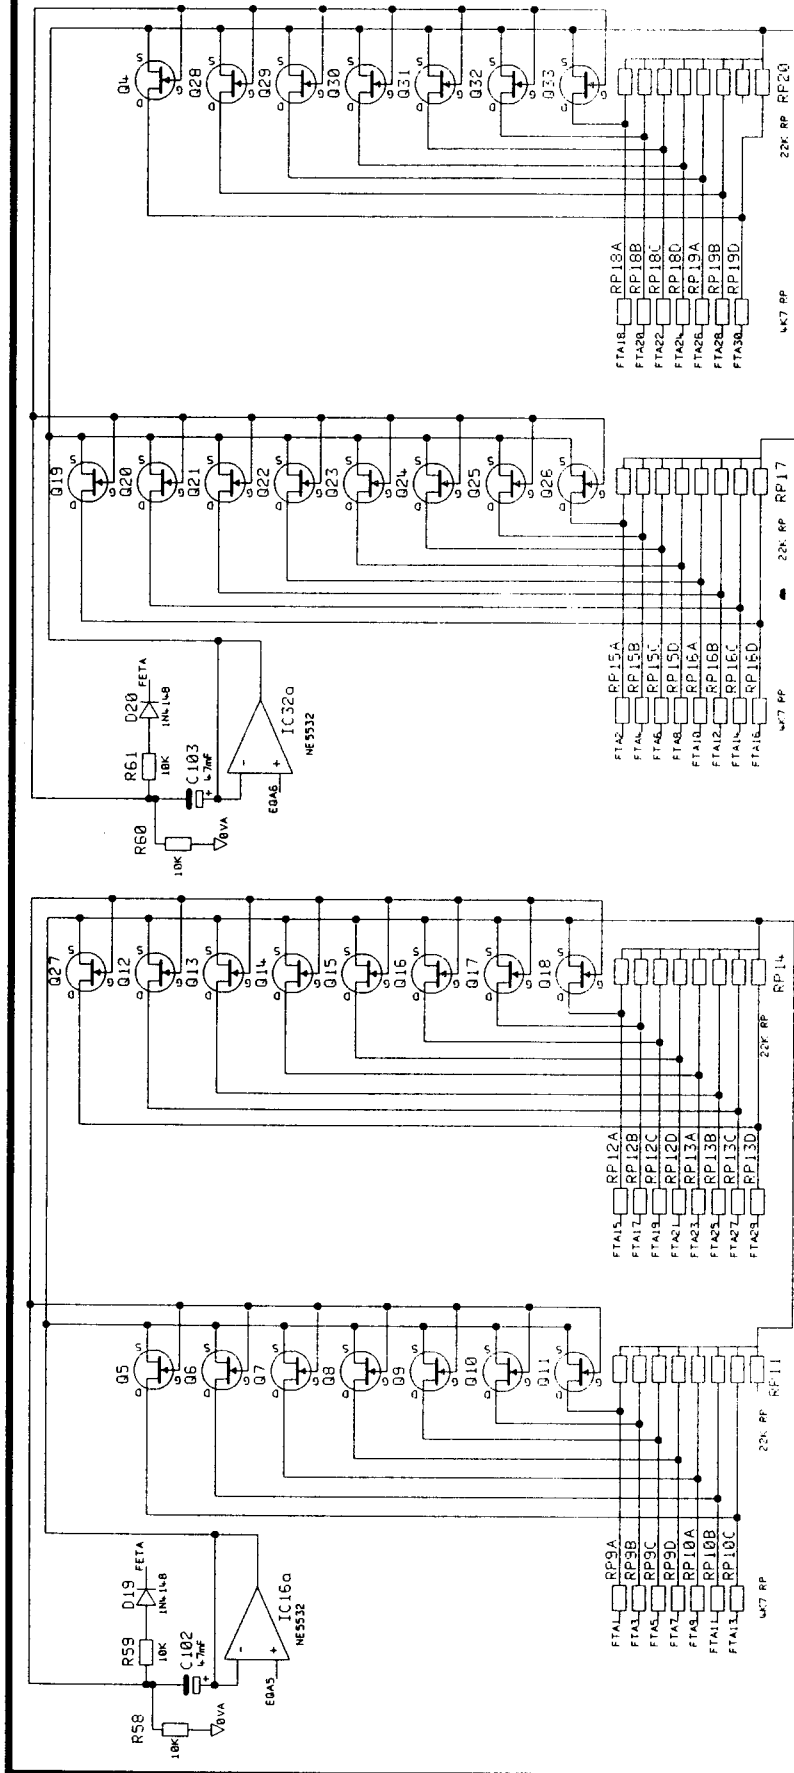 Q4
Q28
Q29
Q30
Q31
Q32
Q33
s
d
g
s
d
g
s
d
g
s
d
g
s
d
g
s
d
g
s
d
g
RP20
22K RP
RP18A
RP18B
RP18C
RP18D
RP19A
RP19B
RP19D
FTA18
FTA20
FTA22
FTA24
FTA26
FTA28
FTA30
4K7 RP
Q19
Q20
Q21
Q22
Q23
Q24
Q25
Q26
s
d
g
s
d
g
s
d
g
s
d
g
s
d
g
s
d
g
s
d
g
s
d
g
RP17
22K RP
RP15A
RP15B
RP15C
RP15D
RP16A
RP16B
RP16C
RP16D
FTA2
FTA4
FTA6
FTA8
FTA10
FTA12
FTA14
FTA16
4K7 RP
FETA
D20
1N4148
R61
10K
C103
+ 4.7mF
R60
10K
0VA
-
+
IC32a
NE5532
EQA6
Q27
Q12
Q13
Q14
Q15
Q16
Q17
Q18
s
d
g
s
d
g
s
d
g
s
d
g
s
d
g
s
d
g
s
d
g
s
d
g
RP14
22K RP
RP12A
RP12B
RP12C
RP12D
RP13A
RP13B
RP13C
RP13D
FTA15
FTA17
FTA19
FTA21
FTA23
FTA25
FTA27
FTA29
Q5
Q6
Q7
Q8
Q9
Q10
Q11
s
d
g
s
d
g
s
d
g
s
d
g
s
d
g
s
d
g
s
d
g
RP11
22K RP
RP9A
RP9B
RP9C
RP9D
RP10A
RP10B
RP10C
FTA1
FTA3
FTA5
FTA7
FTA9
FTA11
FTA13
4K7 RP
FETA
D19
1N4148
R59
10K
C102
+ 4.7mF
R58
10K
0VA
-
+
IC16a
NE5532
EQA5